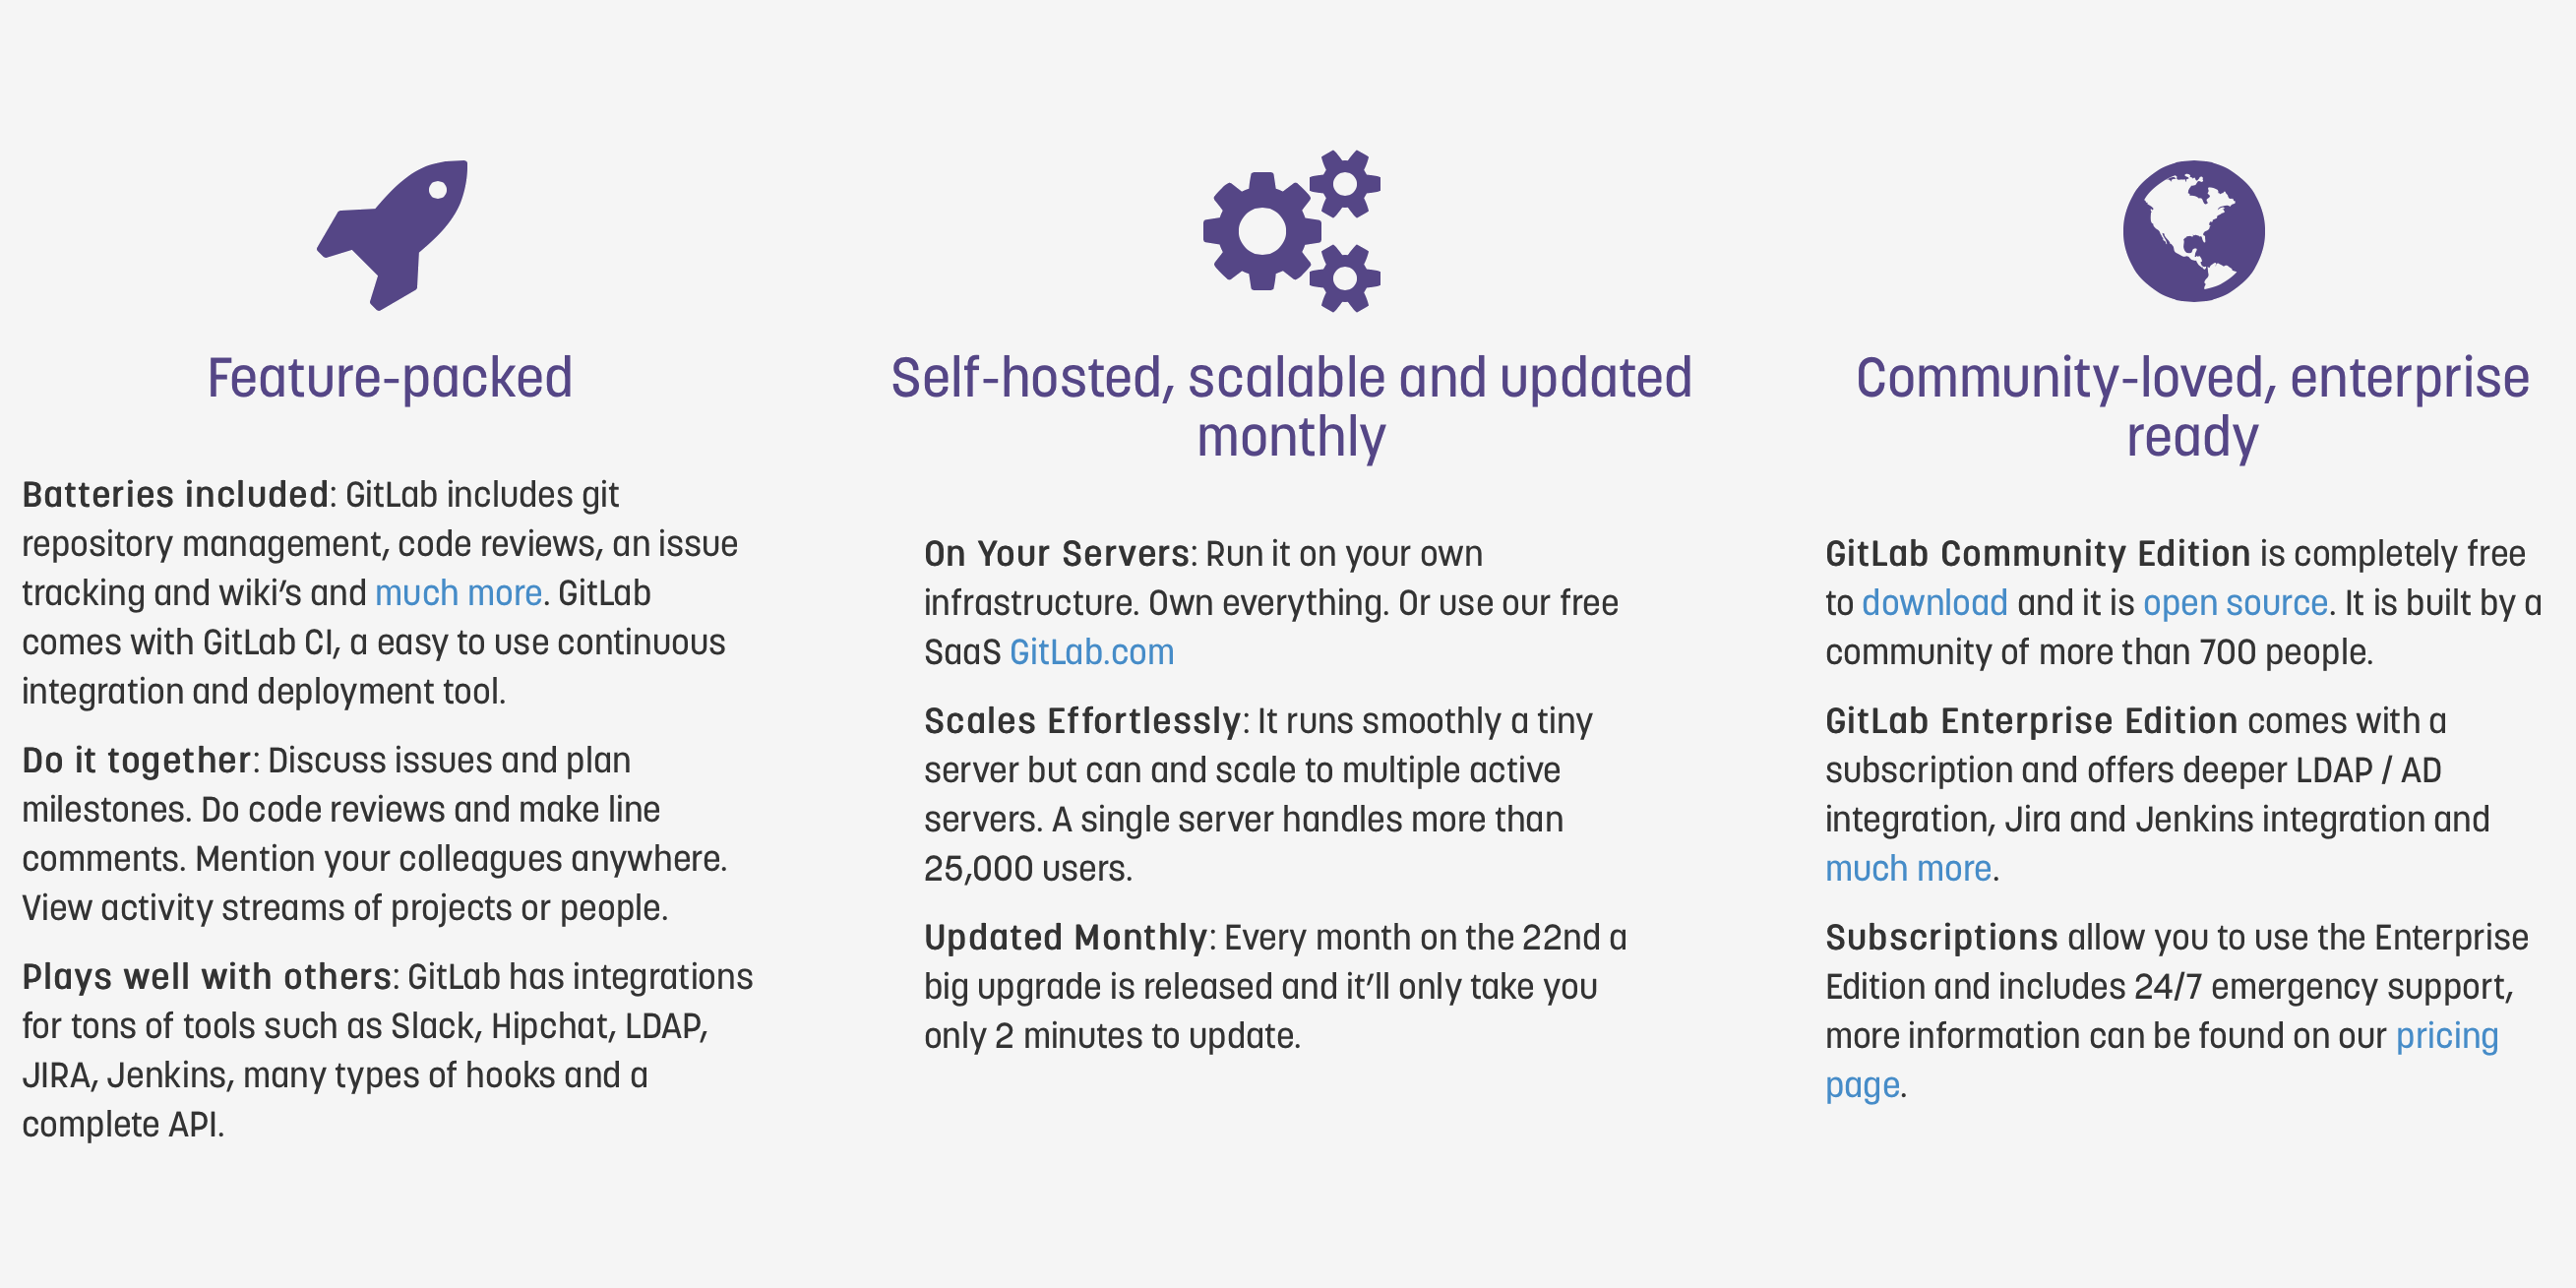 Feature-packed
Batteries included: GitLab includes git
repository management, code reviews, an issue
tracking and wiki’s and much more. GitLab
comes with GitLab CI, a easy to use continuous
integration and deployment tool.
Do it together: Discuss issues and plan
milestones. Do code reviews and make line
comments. Mention your colleagues anywhere.
View activity streams of projects or people.
Plays well with others: GitLab has integrations
for tons of tools such as Slack, Hipchat, LDAP,
JIRA, Jenkins, many types of hooks and a
complete API.
Self-hosted, scalable and updated
monthly
On Your Servers: Run it on your own
infrastructure. Own everything. Or use our free
SaaS GitLab.com
Scales Effortlessly: It runs smoothly a tiny
server but can and scale to multiple active
servers. A single server handles more than
25,000 users.
Updated Monthly: Every month on the 22nd a
big upgrade is released and it’ll only take you
only 2 minutes to update.
Community-loved, enterprise
ready
GitLab Community Edition is completely free
to download and it is open source. It is built by a
community of more than 700 people.
GitLab Enterprise Edition comes with a
subscription and offers deeper LDAP / AD
integration, Jira and Jenkins integration and
much more.
Subscriptions allow you to use the Enterprise
Edition and includes 24/7 emergency support,
more information can be found on our pricing
page.